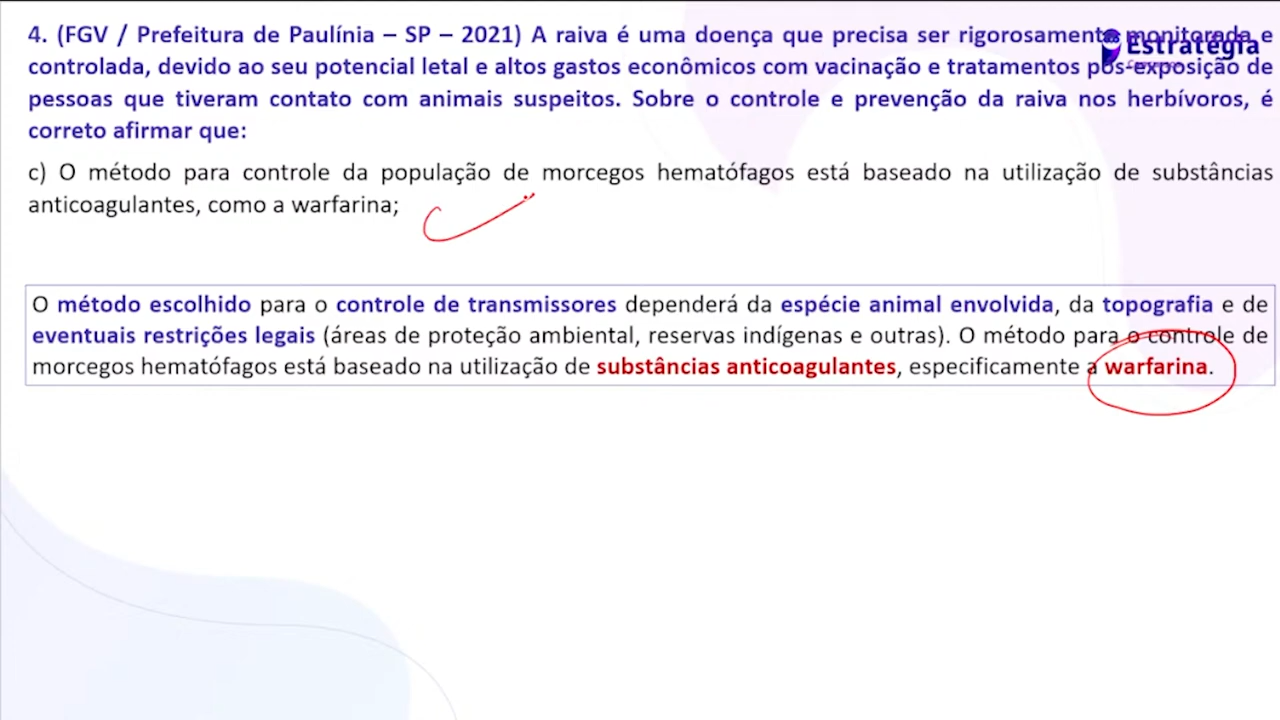 4. (FGV / Prefeitura de Paulínia – SP – 2021) A raiva é uma doença que precisa ser rigorosamente monitorada e
controlada, devido ao seu potencial letal e altos gastos econômicos com vacinação e tratamentos pós-exposição de
pessoas que tiveram contato com animais suspeitos. Sobre o controle e prevenção da raiva nos herbívoros, é
correto afirmar que:
Estratégia
c) O método para controle da população de morcegos hematófagos está baseado na utilização de substâncias
anticoagulantes, como a warfarina;
O método escolhido para o controle de transmissores dependerá da espécie animal envolvida, da topografia e de
eventuais restrições legais (áreas de proteção ambiental, reservas indígenas e outras). O método para o controle de
morcegos hematófagos está baseado na utilização de substâncias anticoagulantes, especificamente a warfarina.